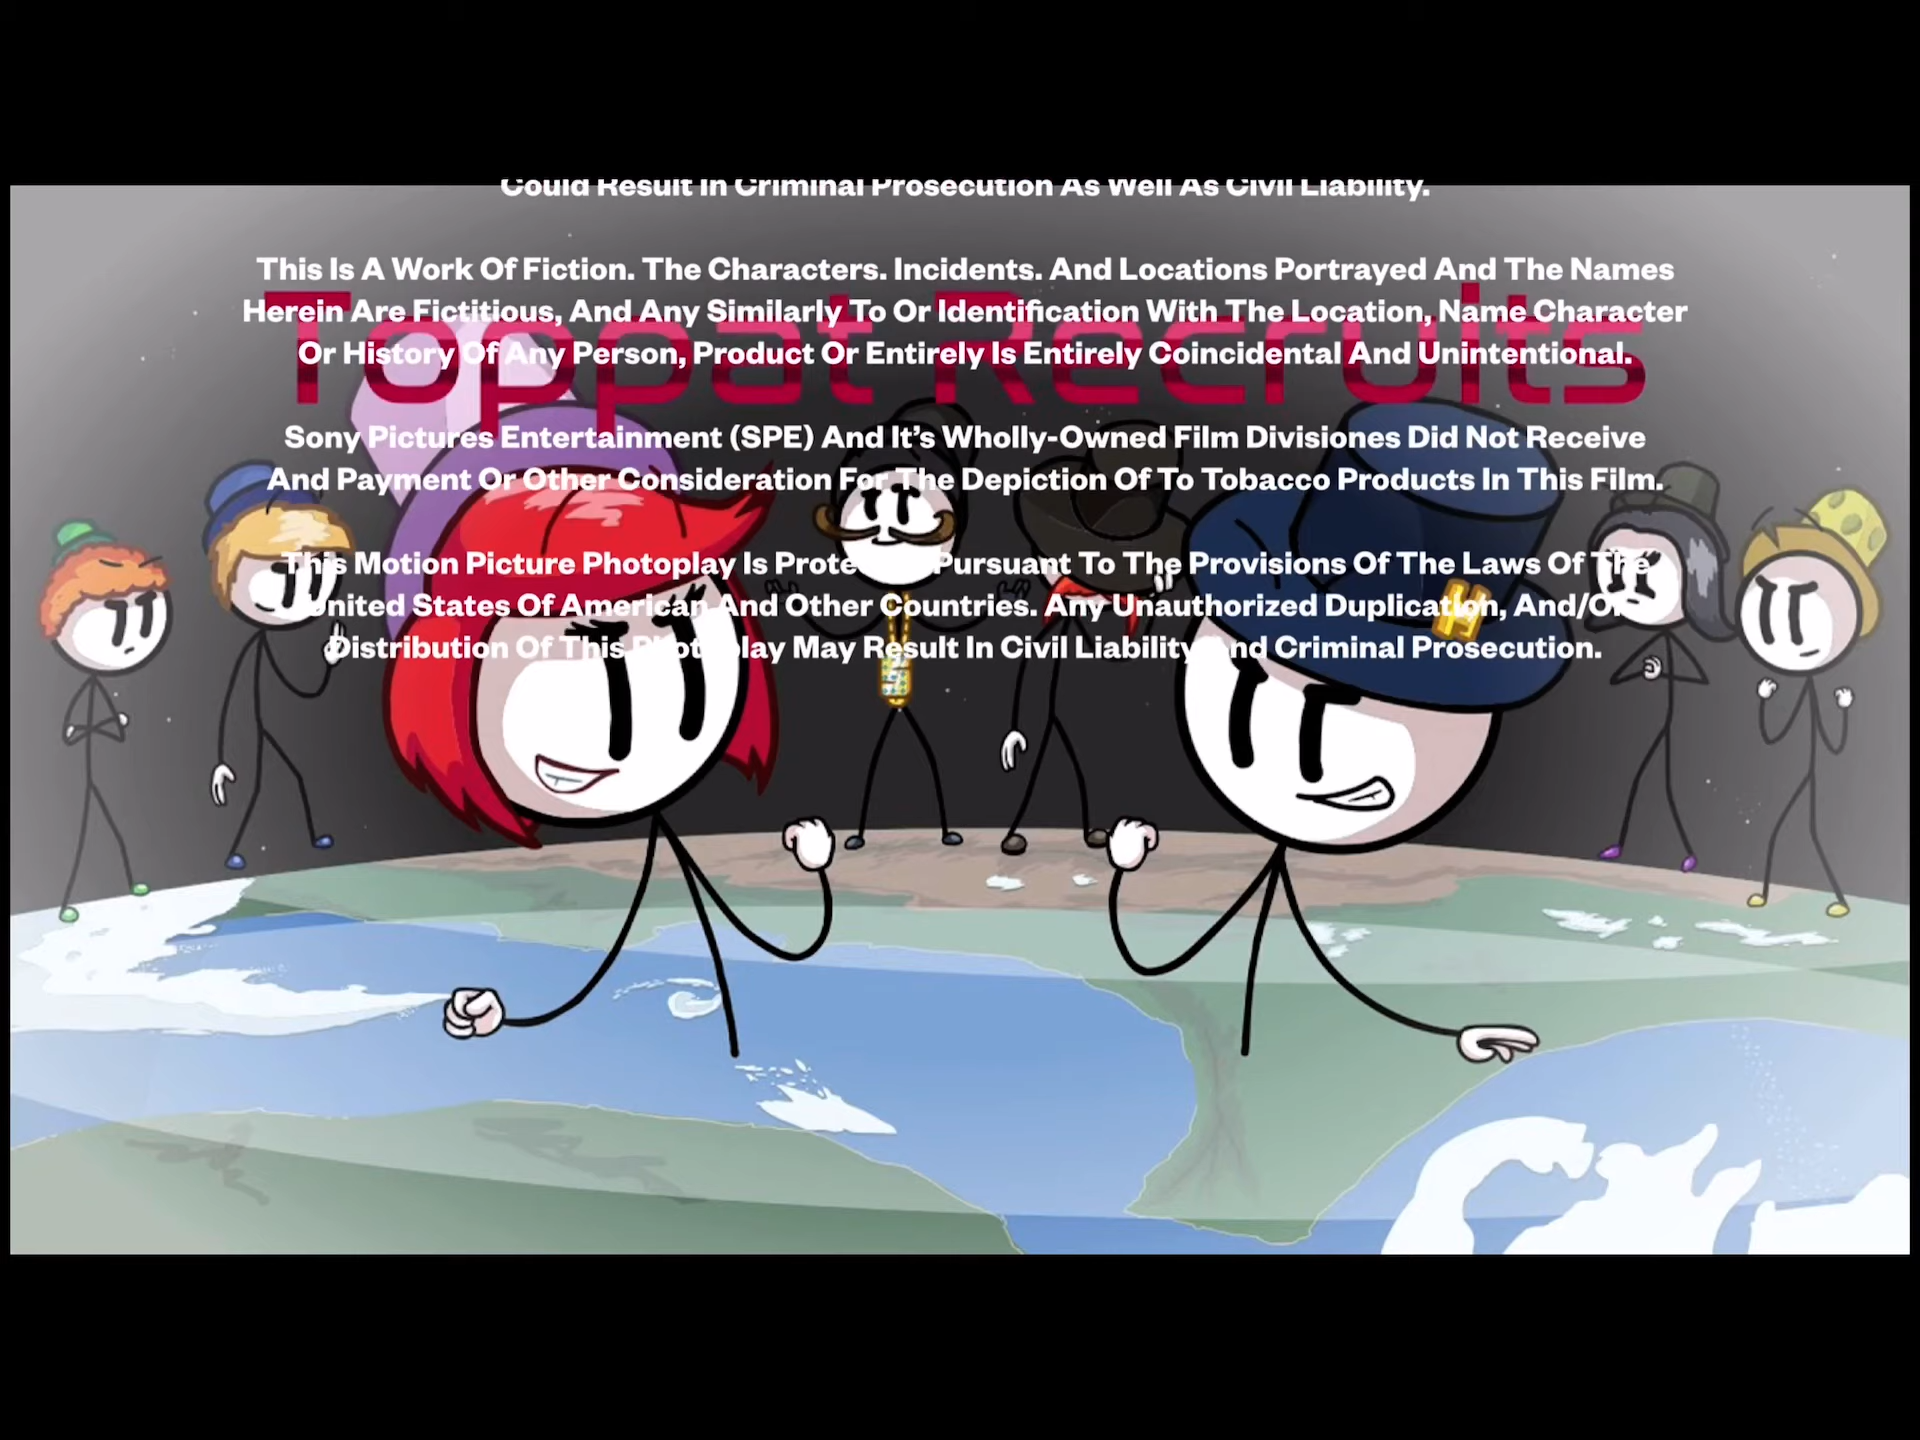 Could Result In Criminal Prosecution As Well As Civil Liability.
This Is A Work Of Fiction. The Characters. Incidents. And Locations Portrayed And The Names
Herein Are Fictitious, And Any Similarly To Or Identification With The Location, Name Character
Toppat Recruits
Or History Of Any Person, Product Or Entirely Is Entirely Coincidental And Unintentional.
Sony Pictures Entertainment (SPE) And It's Wholly-Owned Film Divisiones Did Not Receive
And Payment Or Other Consideration For The Depiction Of To Tobacco Products In This Film.
This Motion Picture Photoplay Is Prote Pursuant To The Provisions Of The Laws Of The
United States Of American And Other Countries. Any Unauthorized Duplication, And/Or
H
Distribution Of This Photoplay May Result In Civil Liability And Criminal Prosecution.